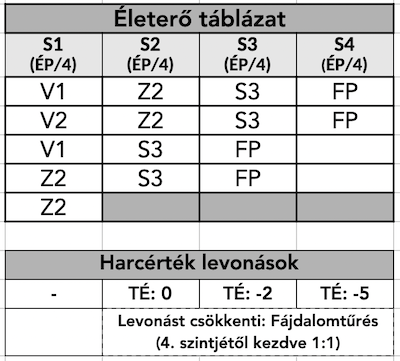 Életerő táblázat
S1 S2 S3 S4
(ÉP/4) (ÉP/4) (ÉP/4) (ÉP/4)
V1 Z2 S3 FP
V2 Z2 S3 FP
V1 S3 FP
Z2 S3 FP
Z2
Harcérték levonások
- TÉ: 0 TÉ: -2 TÉ: -5
Levonást csökkenti: Fájdalomtűrés
(4. szintjétől kezdve 1:1)